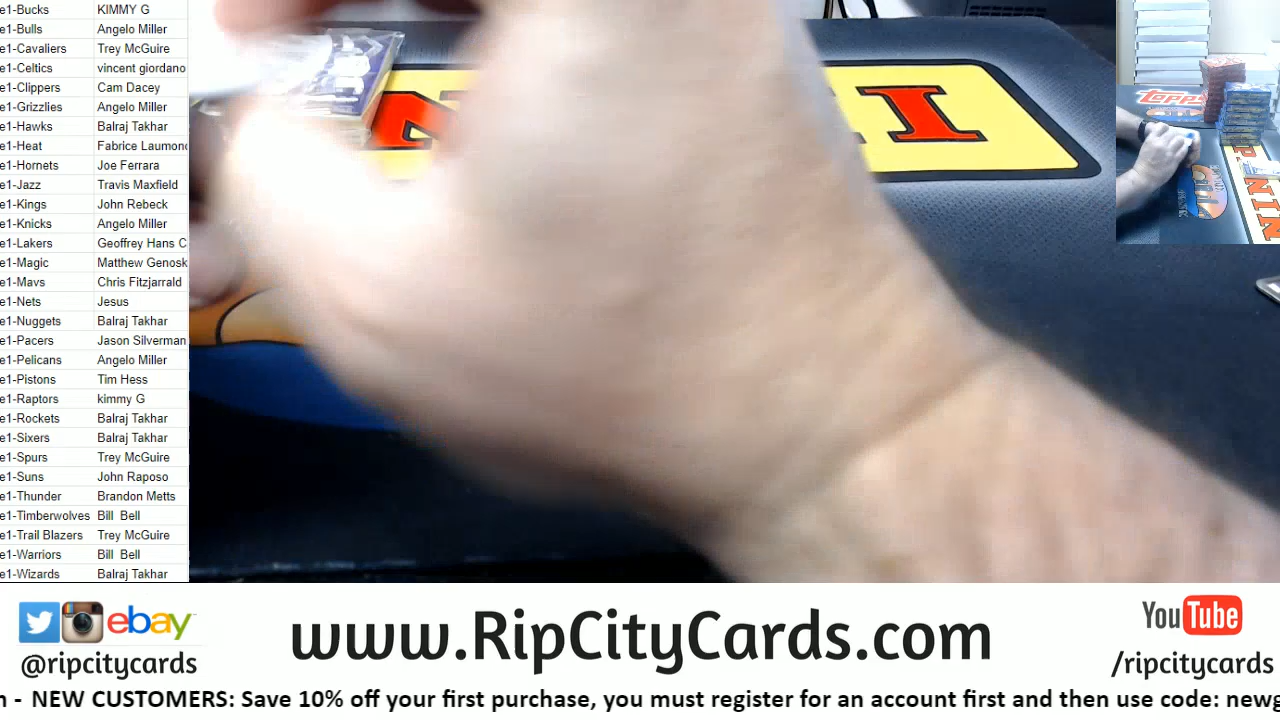 e1-Bucks KIMMY G
e1-Bulls Angelo Miller
e1-Cavaliers Trey McGuire
e1-Celtics vincent giordano
e1-Clippers Cam Dacey
e1-Grizzlies Angelo Miller
e1-Hawks Balraj Takhar
e1-Heat Fabrice Laumon
e1-Hornets Joe Ferrara
e1-Jazz Travis Maxfield
e1-Kings John Rebeck
e1-Knicks Angelo Miller
e1-Lakers Geoffrey Hans C
e1-Magic Matthew Genosk
e1-Mavs Chris Fitzjarrald
e1-Nets Jesus
e1-Nuggets Balraj Takhar
e1-Pacers Jason Silverman
e1-Pelicans Angelo Miller
e1-Pistons Tim Hess
e1-Raptors kimmy G
e1-Rockets Balraj Takhar
e1-Sixers Balraj Takhar
e1-Spurs Trey McGuire
e1-Suns John Raposo
e1-Thunder Brandon Metts
e1-Timberwolves Bill Bell
e1-Trail Blazers Trey McGuire
e1-Warriors Bill Bell
e1-Wizards Balraj Takhar
N I
Topps
P NIN
ebay
@ripcitycards
www.RipCityCards.com
YouTube
/ripcitycards
n - NEW CUSTOMERS: Save 10% off your first purchase, you must register for an account first and then use code: newg